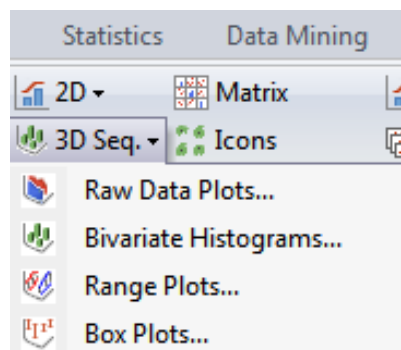 Statistics Data Mining
2D Matrix
3D Seq. Icons
Raw Data Plots...
Bivariate Histograms...
Range Plots...
Box Plots...